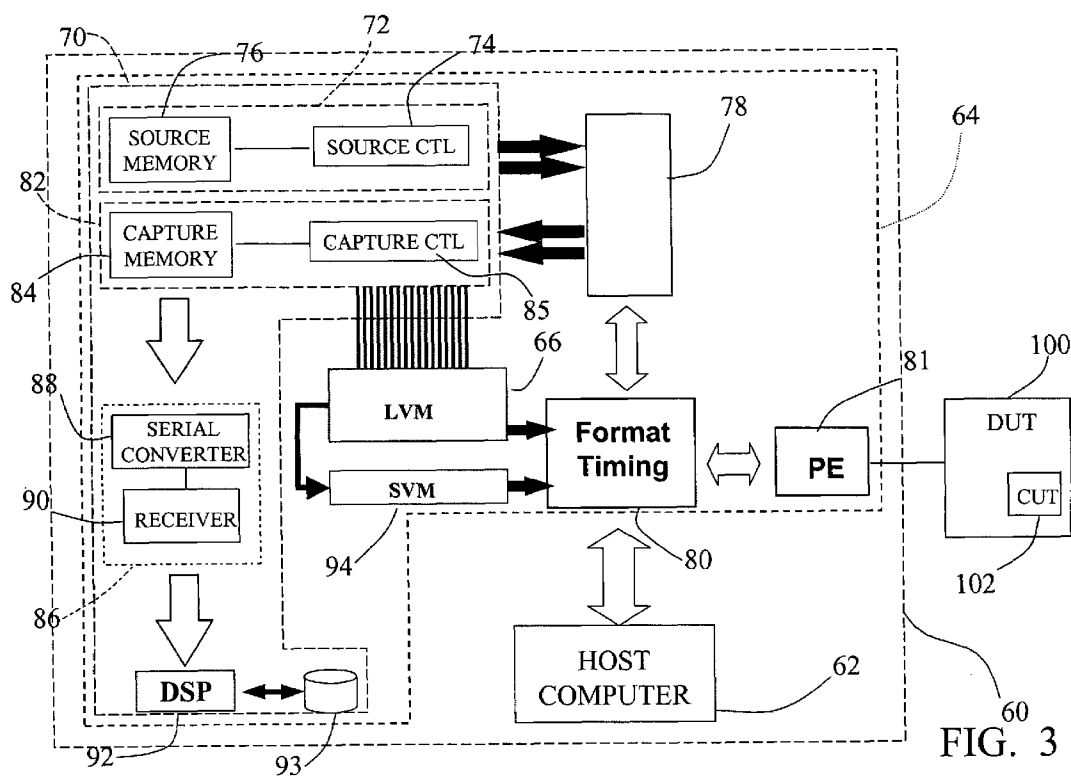 70
76
72
74
78
64
SOURCE
MEMORY
SOURCE CTL
82
CAPTURE
MEMORY
CAPTURE CTL
84
85
66
81
100
88
LVM
Format
Timing
PE
DUT
CUT
SERIAL
CONVERTER
SVM
90
RECEIVER
94
80
102
86
HOST
COMPUTER
62
DSP
60
92
93
FIG. 3